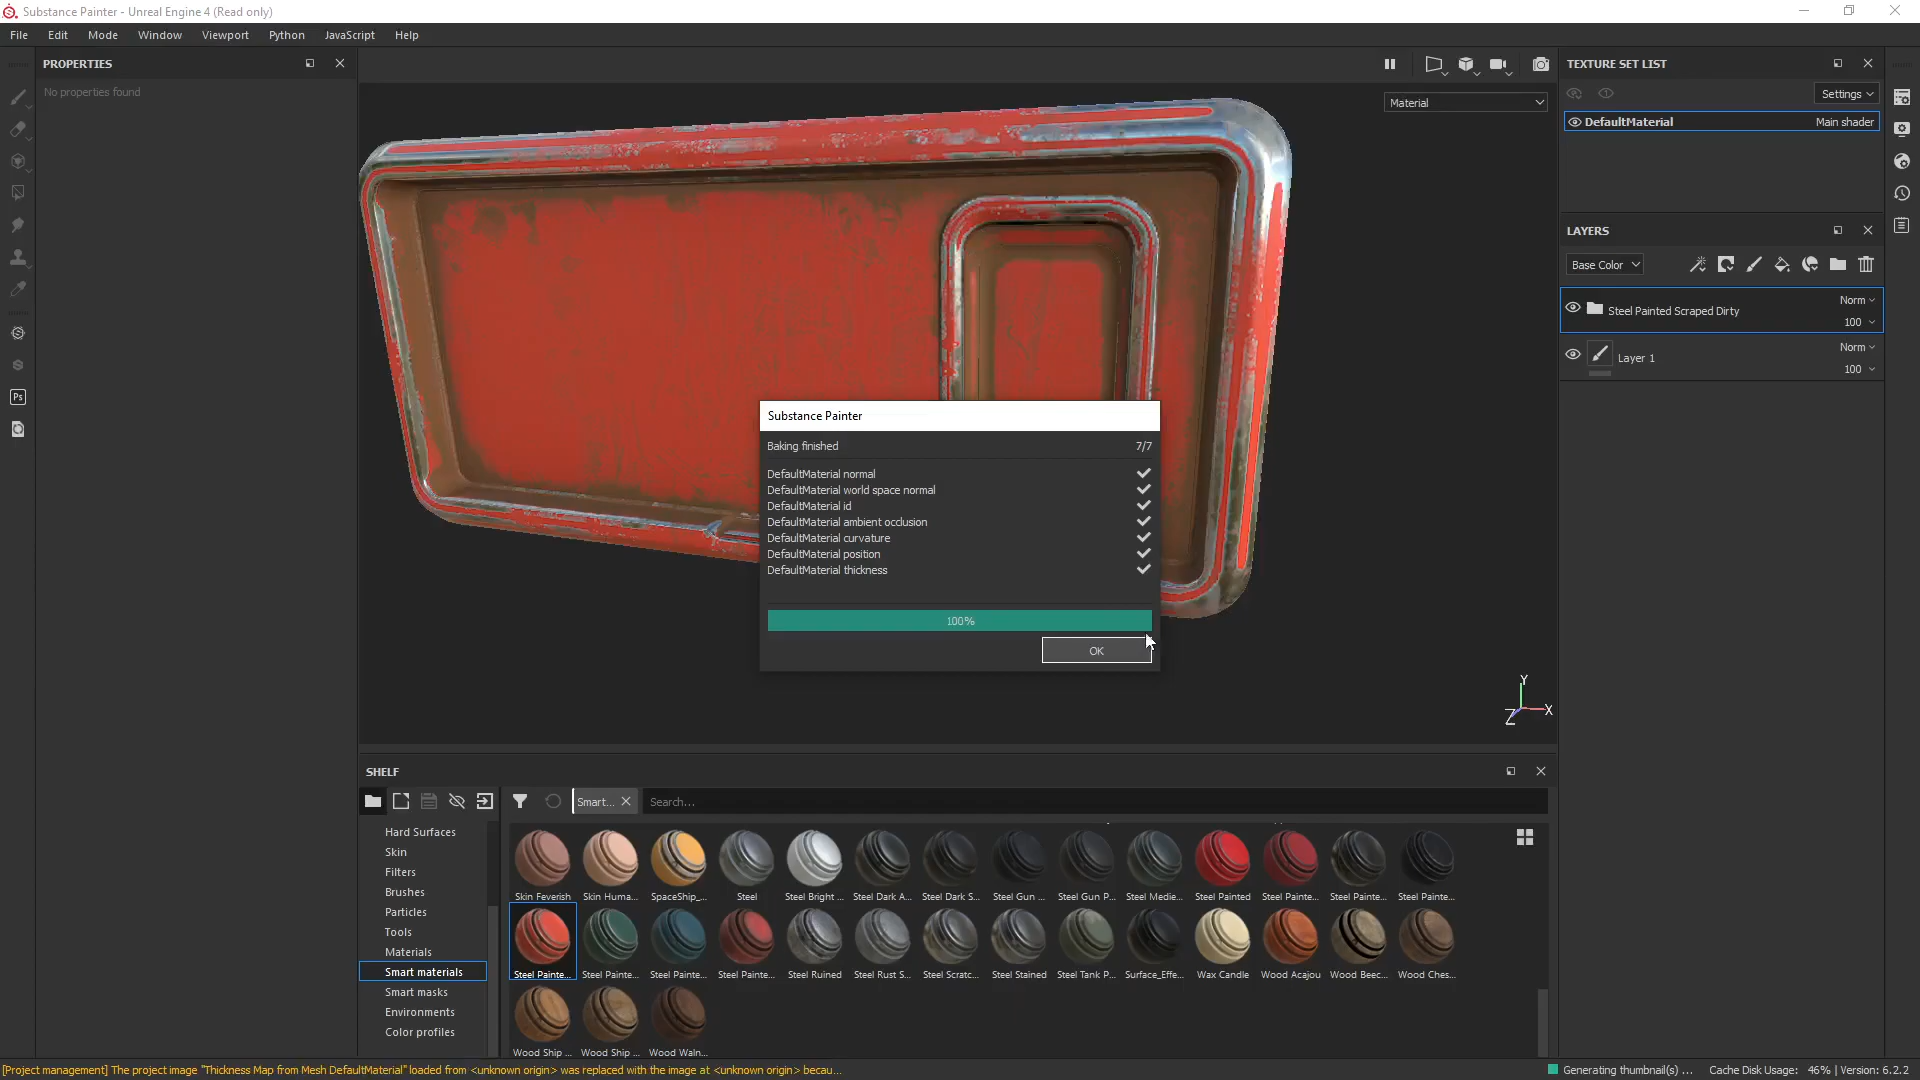 Substance Painter - Unreal Engine 4 (Read only)
File Edit Mode Window Viewport Python JavaScript Help
PROPERTIES
No properties found
Material
TEXTURE SET LIST
Settings
DefaultMaterial Main shader
LAYERS
Base Color
Steel Painted Scraped Dirty Norm
100
Layer 1 Norm
100
Substance Painter
Baking finished 7/7
DefaultMaterial normal
DefaultMaterial world space normal
DefaultMaterial id
DefaultMaterial ambient occlusion
DefaultMaterial curvature
DefaultMaterial position
DefaultMaterial thickness
100%
OK
Y
Z X
Ps
SHELF
Smart... Search...
Hard Surfaces
Skin
Filters
Brushes
Particles
Tools
Materials
Smart materials
Smart masks
Environments
Color profiles
Skin Feverish Skin Huma... SpaceShip_... Steel Steel Bright ... Steel Dark A... Steel Dark S... Steel Gun ... Steel Gun P... Steel Medie... Steel Painted Steel Painte... Steel Painte... Steel Painte...
Steel Painte... Steel Painte... Steel Painte... Steel Painte... Steel Ruined Steel Rust S... Steel Scratc... Steel Stained Steel Tank P... Surface_Effe... Wax Candle Wood Acajou Wood Beec... Wood Ches...
Wood Ship ... Wood Ship ... Wood Waln...
[Project management] The project image "Thickness Map from Mesh DefaultMaterial" loaded from <unknown origin> was replaced with the image at <unknown origin> becau...
Generating thumbnail(s) ... Cache Disk Usage: 46% | Version: 6.2.2